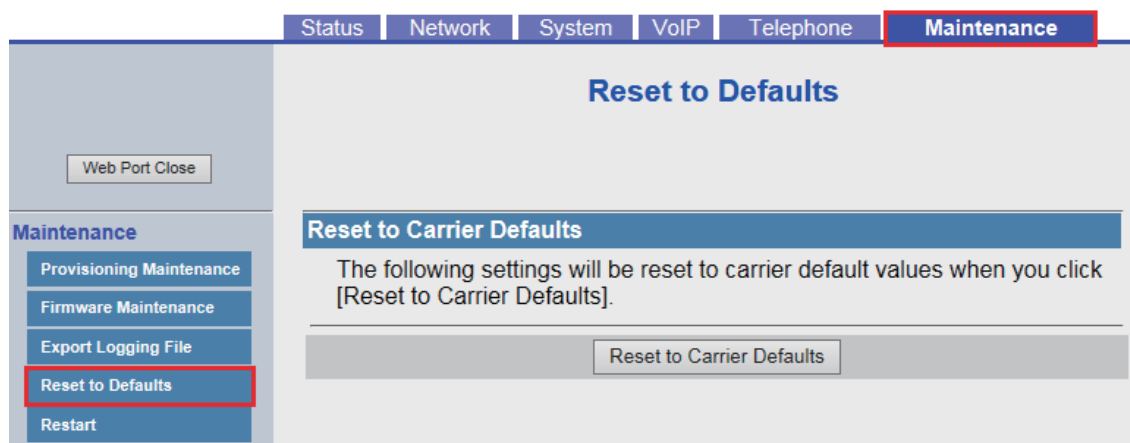 Status Network System VoIP Telephone Maintenance
Reset to Defaults
Web Port Close
Maintenance
Provisioning Maintenance
Firmware Maintenance
Export Logging File
Reset to Defaults
Restart
Reset to Carrier Defaults
The following settings will be reset to carrier default values when you click
[Reset to Carrier Defaults].
Reset to Carrier Defaults